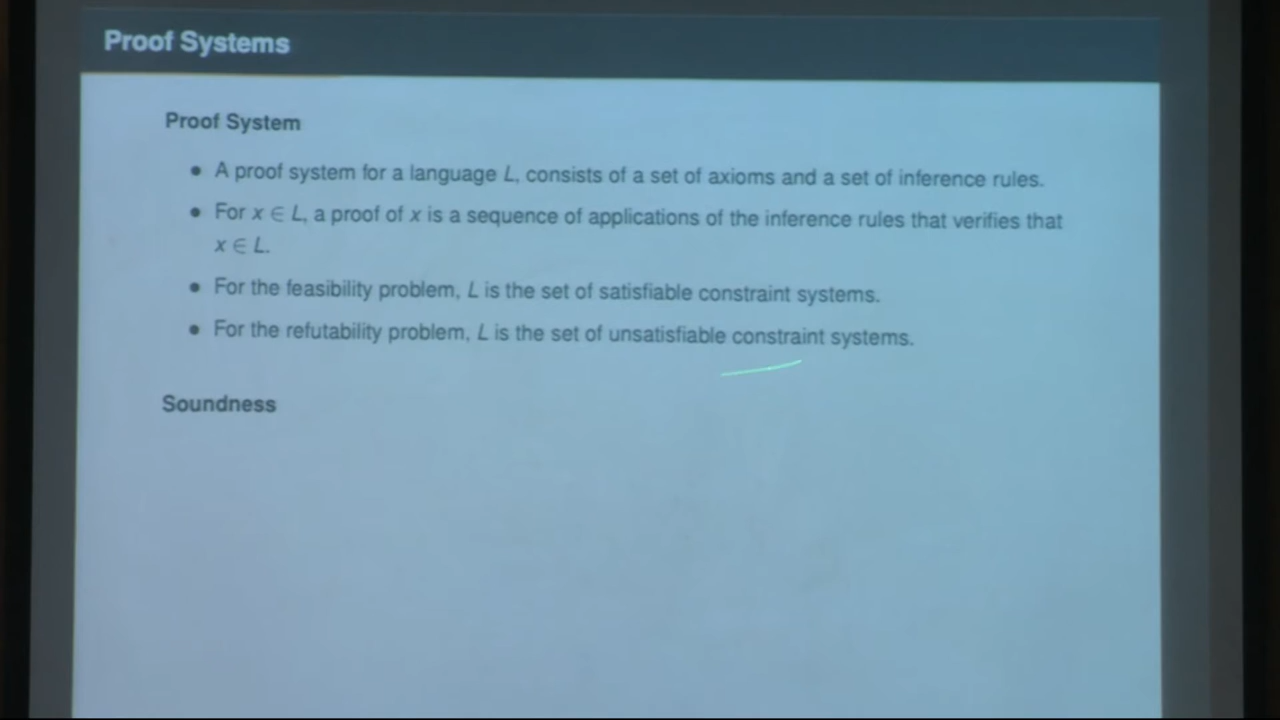 Proof Systems
Proof System
• A proof system for a language L, consists of a set of axioms and a set of inference rules.
• For x ∈ L, a proof of x is a sequence of applications of the inference rules that verifies that
x ∈ L.
• For the feasibility problem, L is the set of satisfiable constraint systems.
• For the refutability problem, L is the set of unsatisfiable constraint systems.
Soundness